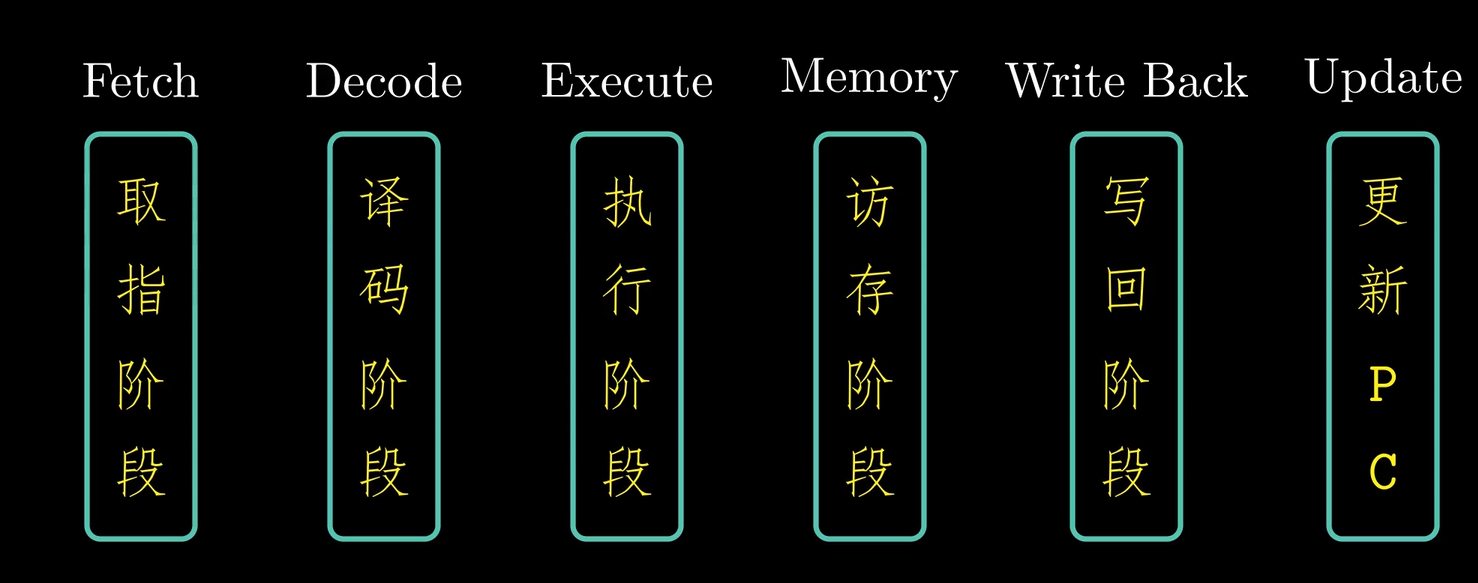 Fetch
Decode
Execute
Memory
Write Back
Update
取指阶段
译码阶段
执行阶段
访存阶段
写回阶段
更新PC